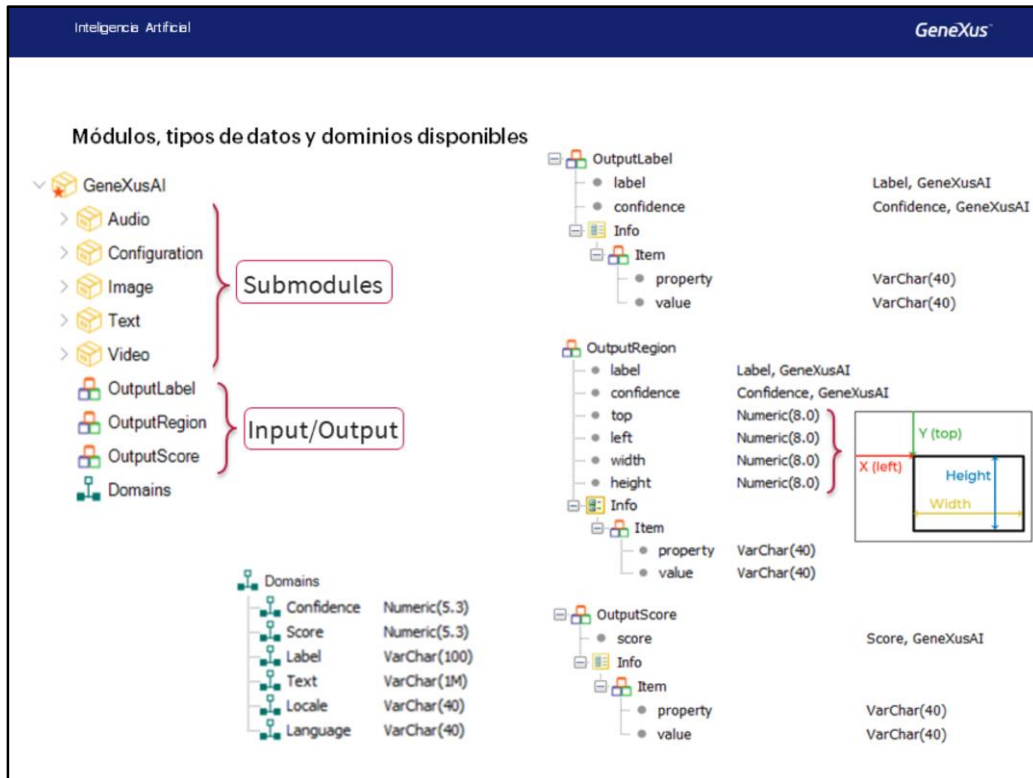 Inteligencia Artificial
GeneXus™
Módulos, tipos de datos y dominios disponibles
GeneXusAI
Audio
Configuration
Image
Text
Video
Submodules
OutputLabel
OutputRegion
OutputScore
Input/Output
Domains
Domains
Confidence Numeric(5.3)
Score Numeric(5.3)
Label VarChar(100)
Text VarChar(1M)
Locale VarChar(40)
Language VarChar(40)
OutputLabel
label Label, GeneXusAI
confidence Confidence, GeneXusAI
Info
Item
property VarChar(40)
value VarChar(40)
OutputRegion
label Label, GeneXusAI
confidence Confidence, GeneXusAI
top Numeric(8.0)
left Numeric(8.0)
width Numeric(8.0)
height Numeric(8.0)
Y (top)
X (left)
Height
Width
Info
Item
property VarChar(40)
value VarChar(40)
OutputScore
score Score, GeneXusAI
Info
Item
property VarChar(40)
value VarChar(40)